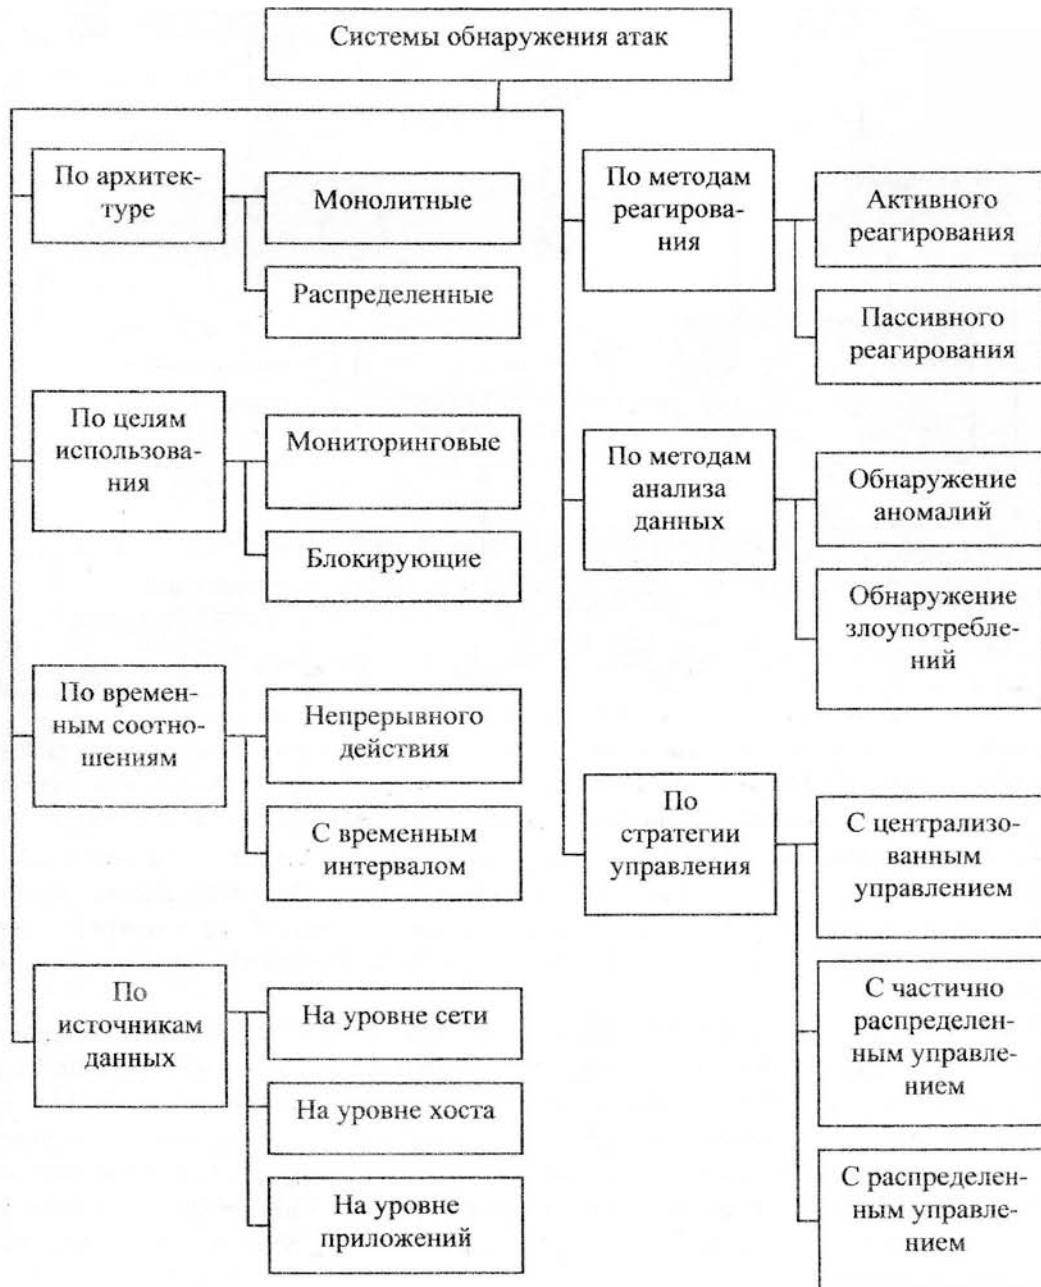 Системы обнаружения атак
По архитек-
туре
Монолитные
Распределенные
По целям
использова-
ния
Мониторинговые
Блокирующие
По времен-
ным соотно-
шениям
Непрерывного
действия
С временным
интервалом
По
источникам
данных
На уровне сети
На уровне хоста
На уровне
приложений
По методам
реагирова-
ния
Активного
реагирования
Пассивного
реагирования
По методам
анализа
данных
Обнаружение
аномалий
Обнаружение
злоупотребле-
ний
По
стратегии
управления
С централизо-
ванным
управлением
С частично
распределен-
ным управле-
нием
С распределен-
ным управле-
нием